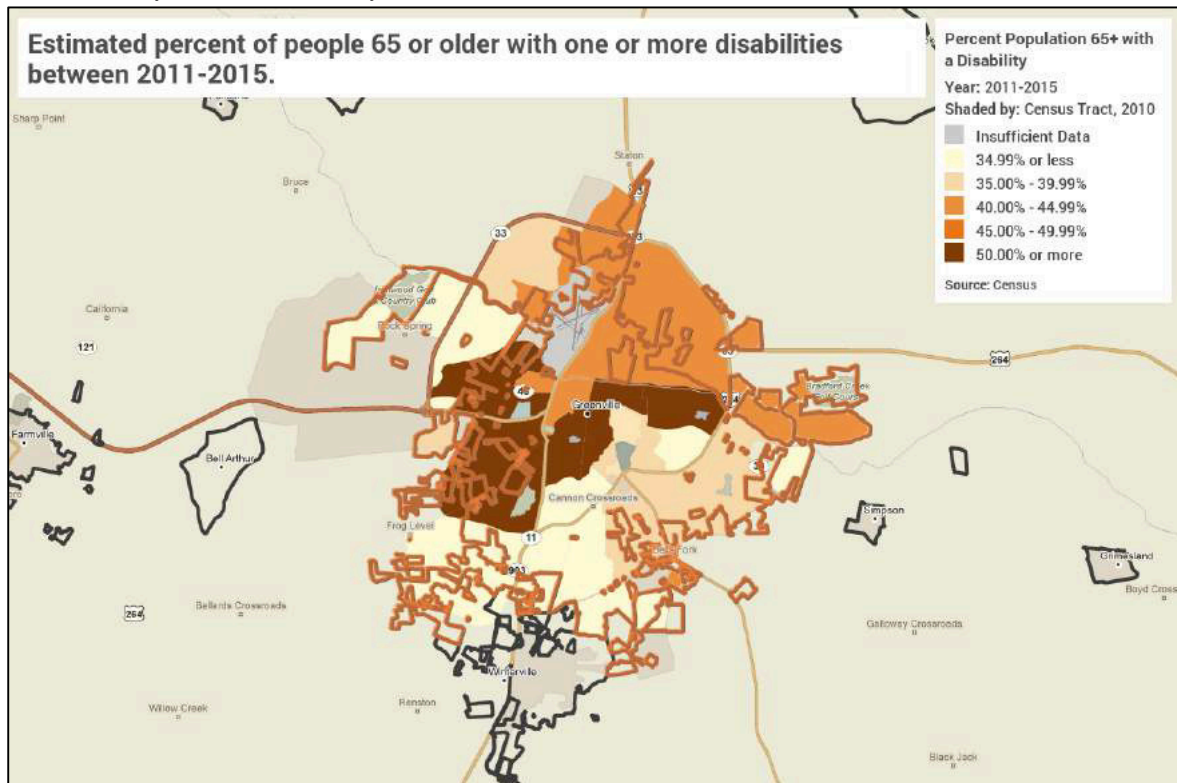 Estimated percent of people 65 or older with one or more disabilities
between 2011-2015.
Percent Population 65+ with
a Disability
Year: 2011-2015
Shaded by: Census Tract, 2010
Insufficient Data
34.99% or less
35.00% - 39.99%
40.00% - 44.99%
45.00% - 49.99%
50.00% or more
Source: Census
Sharp Point
Staton
Bruce
33
California
Country Club
Rock Spring
121
264
Bradford Creek
Greenville
Farmville
Bell Arthur
Cannon Crossroads
Simpson
Frog Level
11
903
Grimesland
Boyd Cross
264
Bellards Crossroads
Galloway Crossroads
Winterville
Renston
Willow Creek
Black Jack